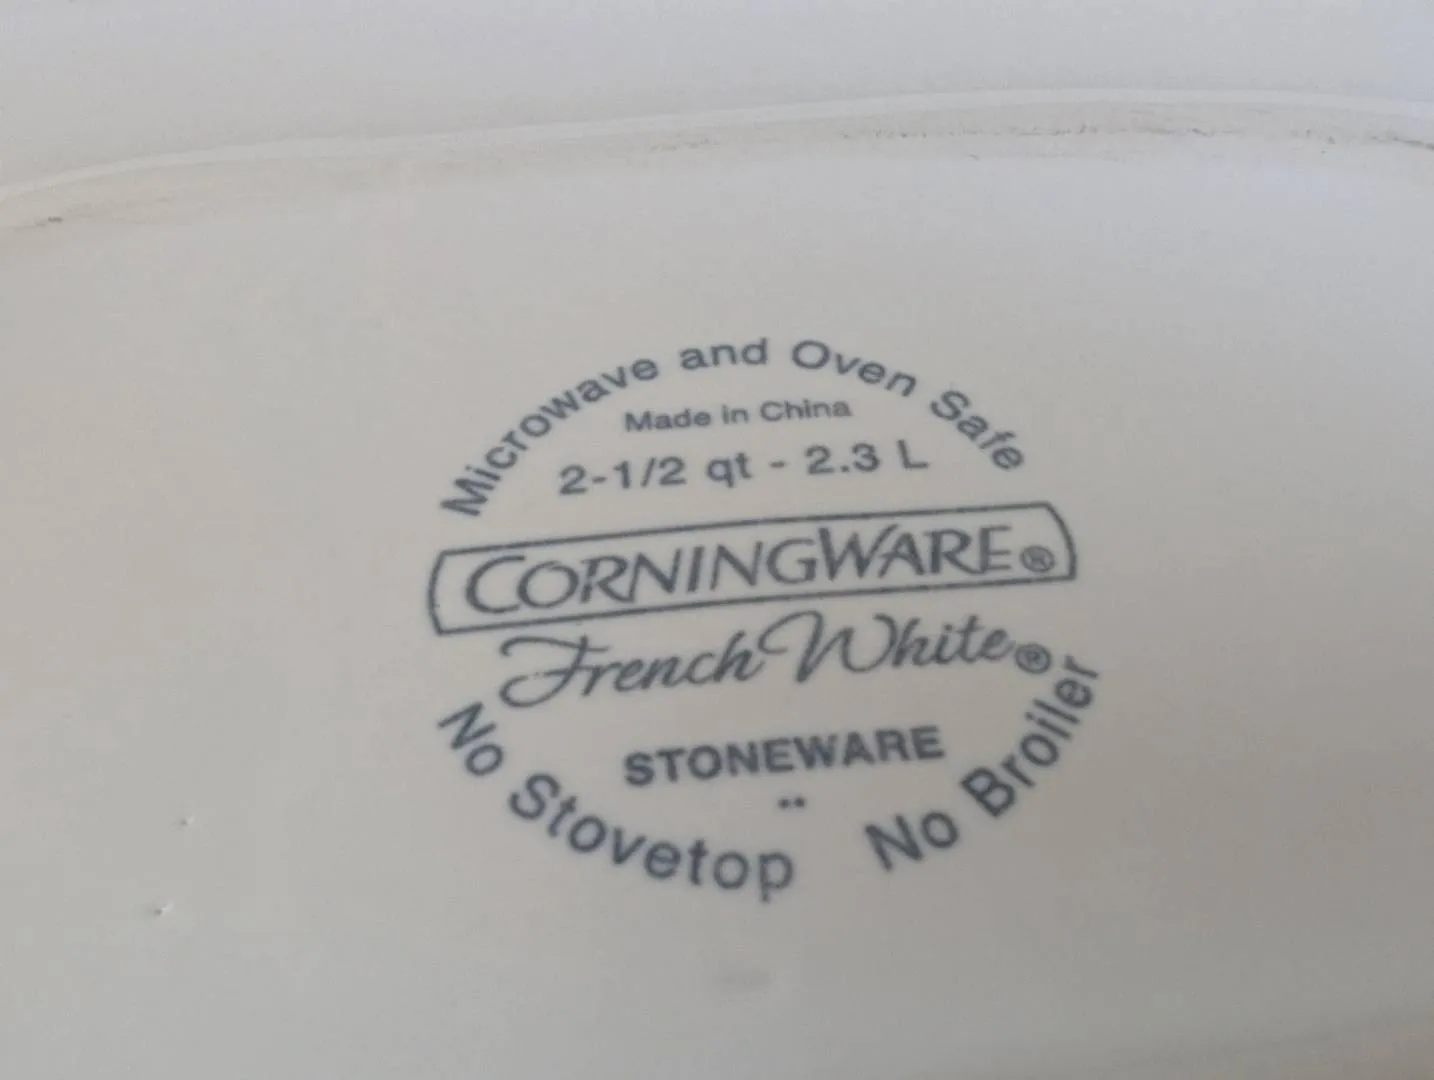 Microwave and Oven Safe
Made in China
2-1/2 qt - 2.3 L
CORNINGWARE®
French White®
STONEWARE
No Stovetop No Broiler